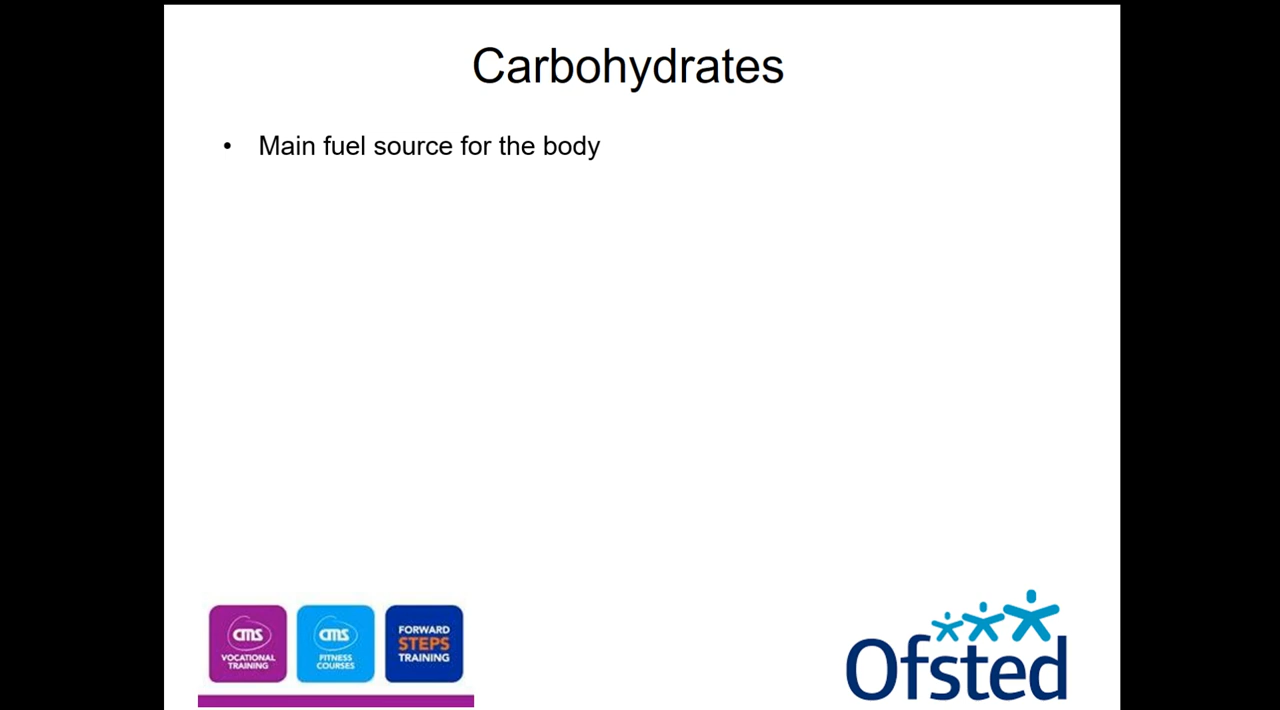 Carbohydrates
• Main fuel source for the body
cms
VOCATIONAL
TRAINING
cms
FITNESS
COURSES
FORWARD
STEPS
TRAINING
Ofsted